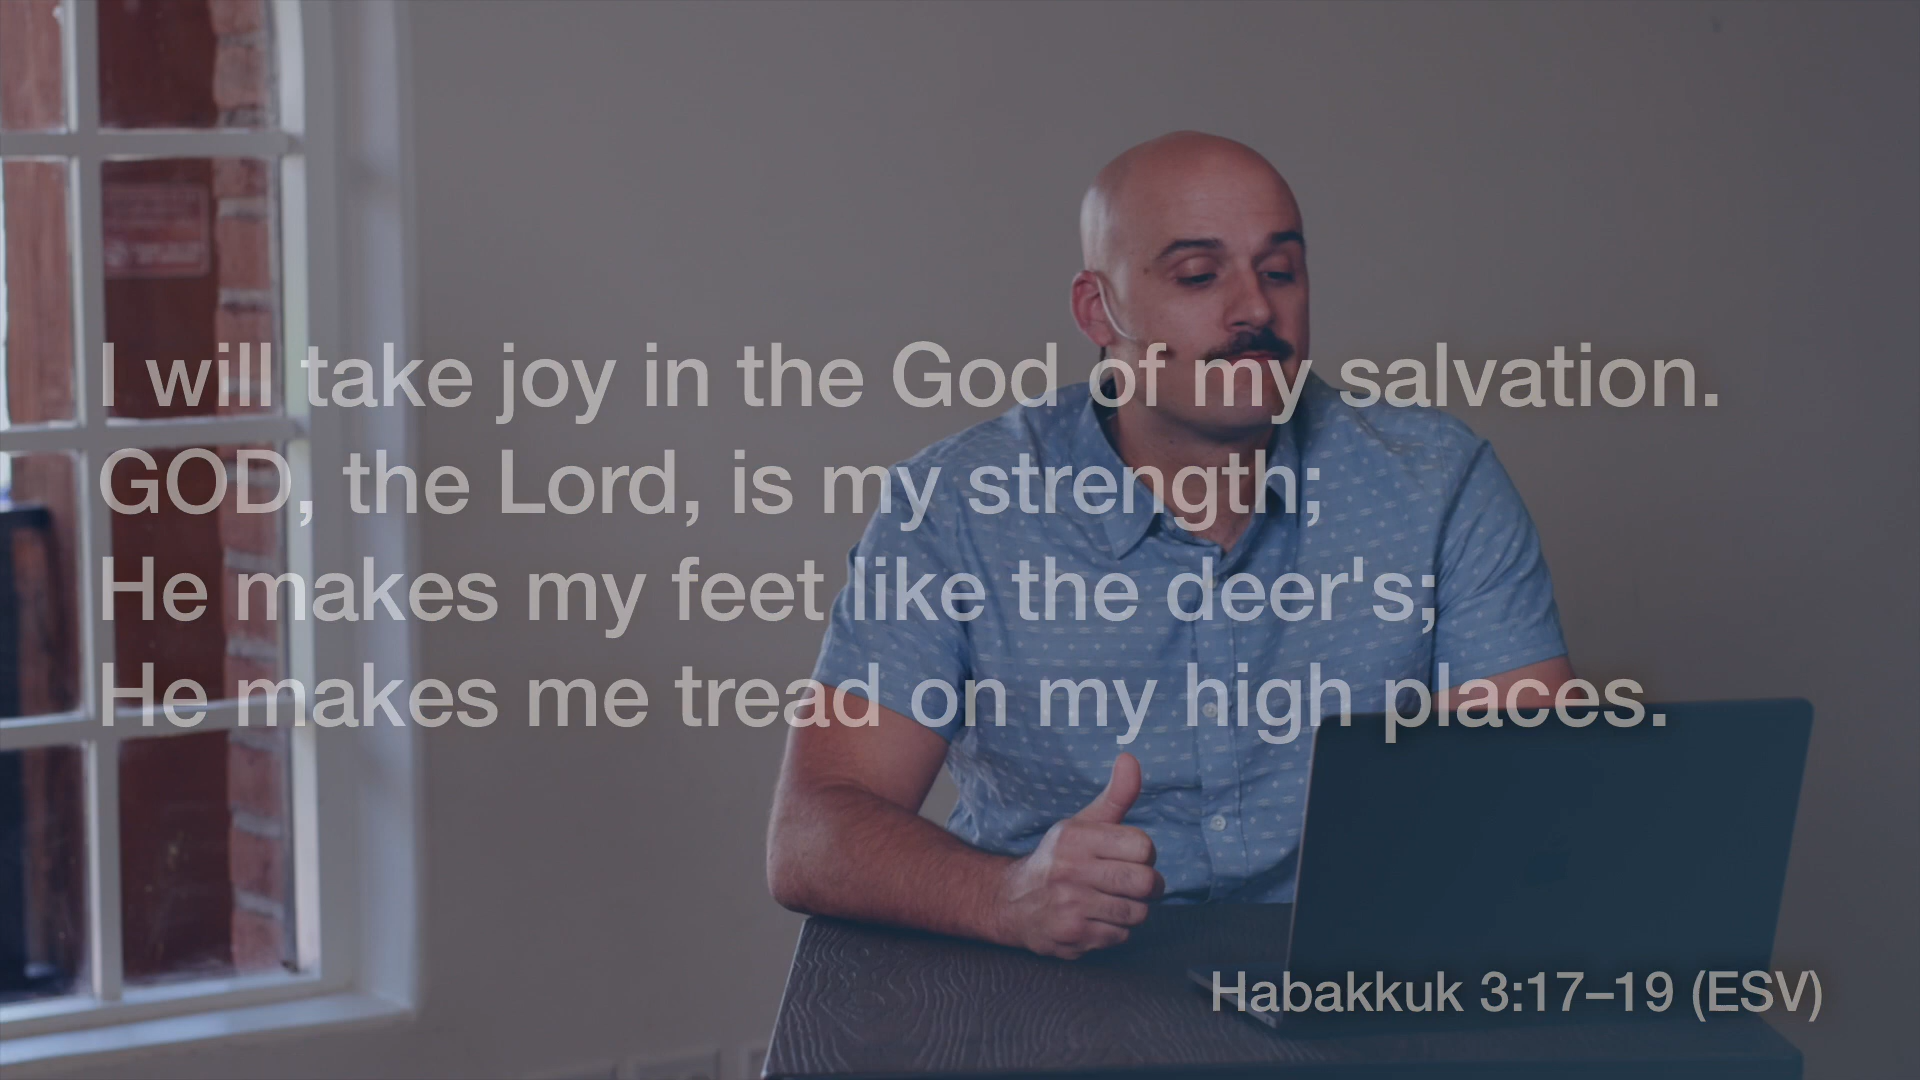 I will take joy in the God of my salvation.
GOD, the Lord, is my strength;
He makes my feet like the deer's;
He makes me tread on my high places.
Habakkuk 3:17–19 (ESV)